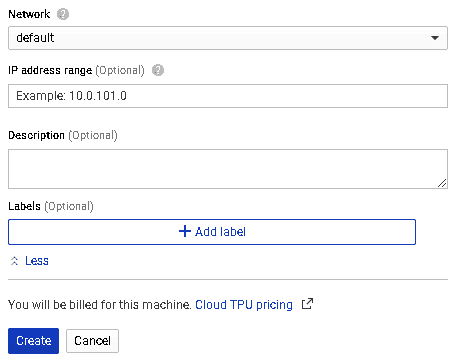 Network
default
IP address range (Optional)
Example: 10.0.101.0
Description (Optional)
Labels (Optional)
Add label
Less
You will be billed for this machine. Cloud TPU pricing
Create Cancel